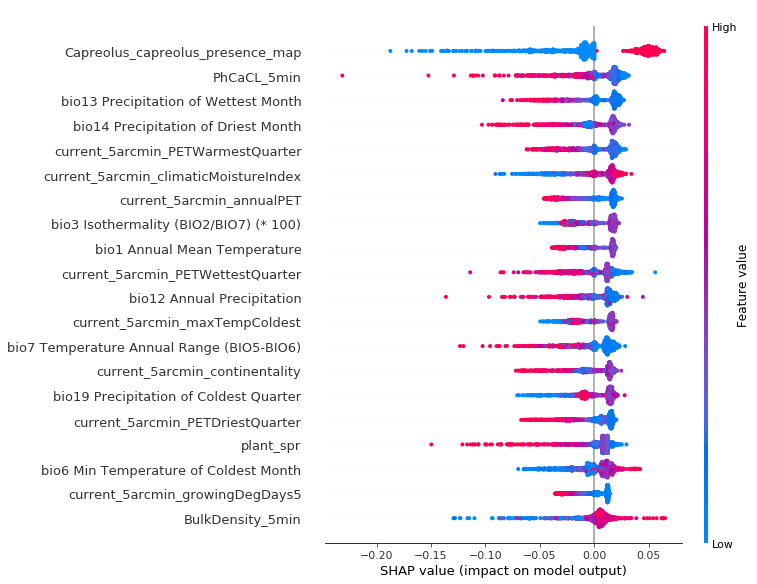 High
Capreolus_capreolus_presence_map
PhCaCL_5min
bio13 Precipitation of Wettest Month
bio14 Precipitation of Driest Month
current_5arcmin_PETWarmestQuarter
current_5arcmin_climaticMoistureIndex
current_5arcmin_annualPET
bio3 Isothermality (BIO2/BIO7) (* 100)
bio1 Annual Mean Temperature
current_5arcmin_PETWettestQuarter
bio12 Annual Precipitation
current_5arcmin_maxTempColdest
bio7 Temperature Annual Range (BIO5-BIO6)
current_5arcmin_continentality
bio19 Precipitation of Coldest Quarter
current_5arcmin_PETDriestQuarter
plant_spr
bio6 Min Temperature of Coldest Month
current_5arcmin_growingDegDays5
BulkDensity_5min
Feature value
Low
−0.20 −0.15 −0.10 −0.05 0.00 0.05
SHAP value (impact on model output)